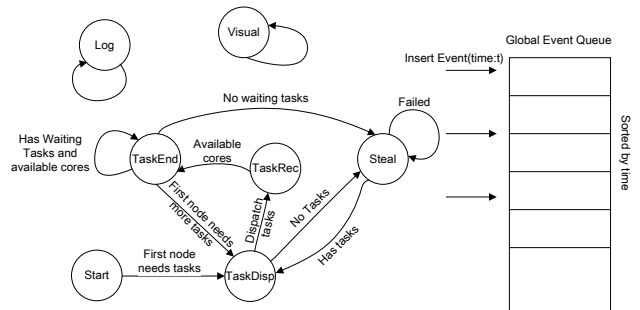 Log
Visual
Global Event Queue
Insert Event(time:t)
No waiting tasks
Failed
Has Waiting
Tasks and
available cores
Available
cores
TaskEnd
TaskRec
Steal
Sorted by time
First node needs
more tasks
Dispatch
tasks
No Tasks
Has tasks
First node
needs tasks
Start
TaskDisp